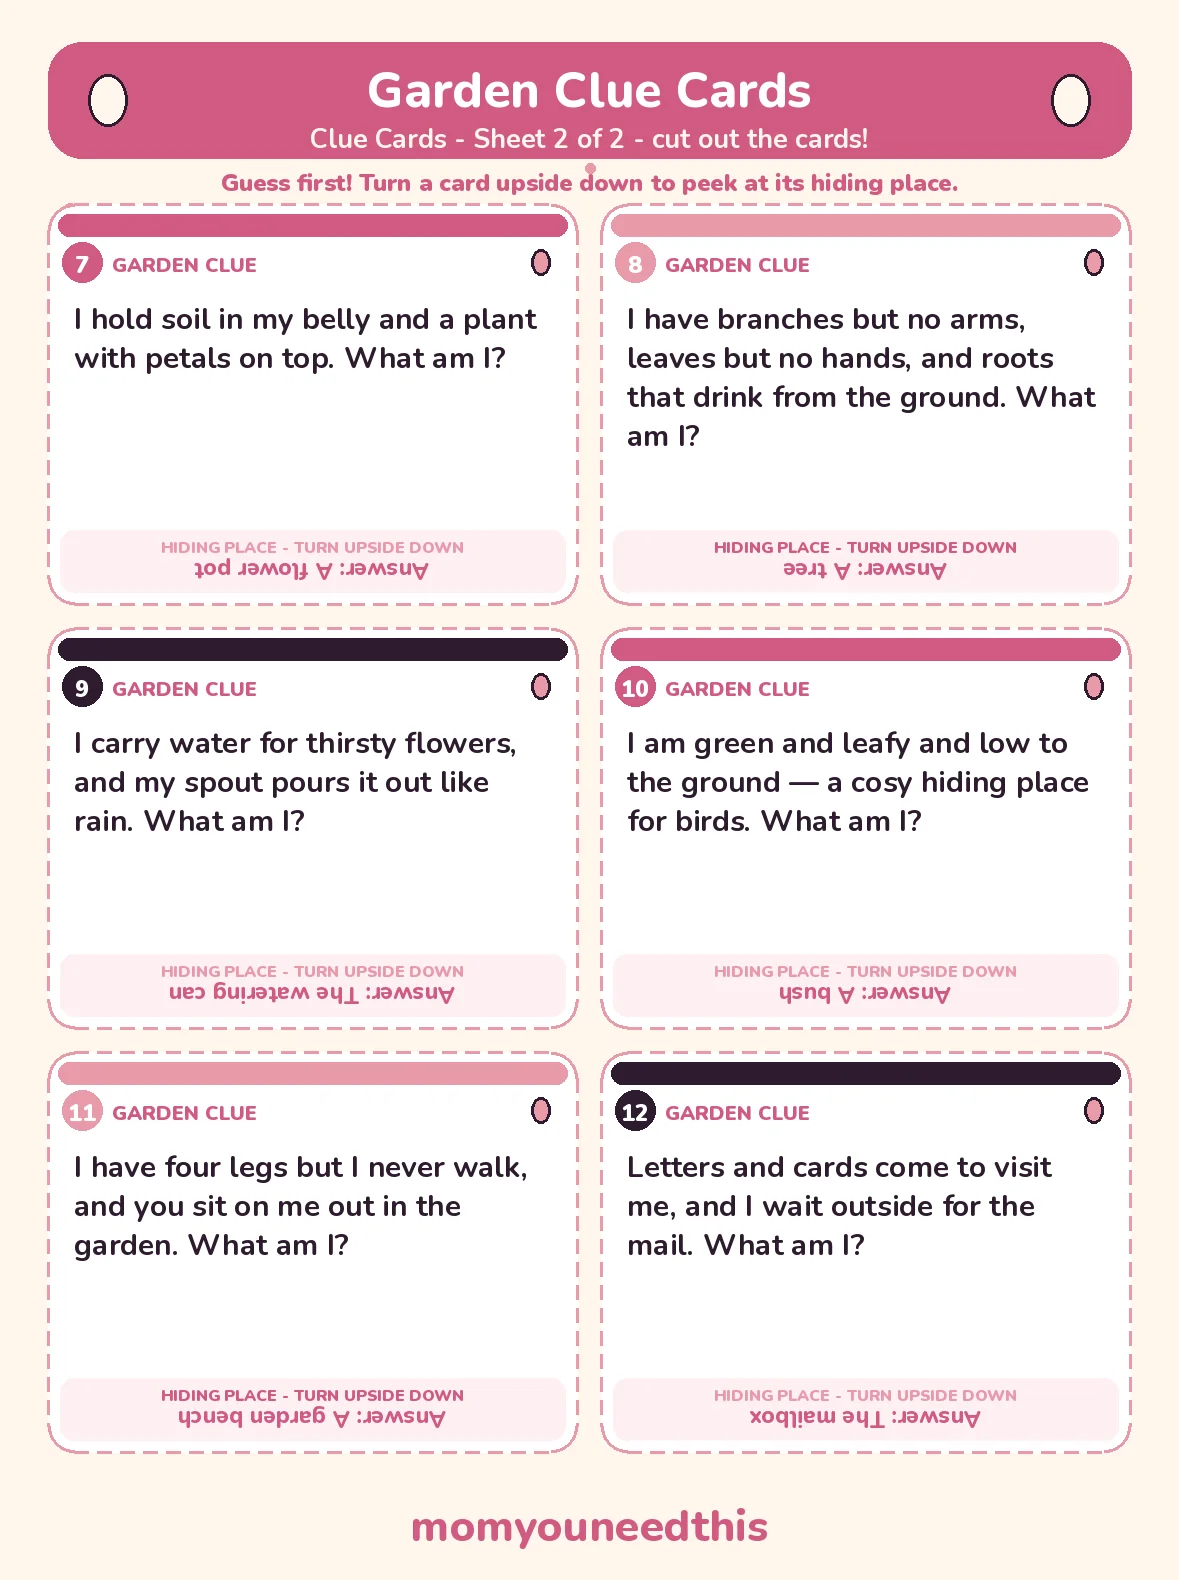 Garden Clue Cards
Clue Cards - Sheet 2 of 2 - cut out the cards!
Guess first! Turn a card upside down to peek at its hiding place.
7 GARDEN CLUE
I hold soil in my belly and a plant
with petals on top. What am I?
HIDING PLACE - TURN UPSIDE DOWN
Answer: A flower pot
8 GARDEN CLUE
I have branches but no arms,
leaves but no hands, and roots
that drink from the ground. What
am I?
HIDING PLACE - TURN UPSIDE DOWN
Answer: A tree
9 GARDEN CLUE
I carry water for thirsty flowers,
and my spout pours it out like
rain. What am I?
HIDING PLACE - TURN UPSIDE DOWN
Answer: The watering can
10 GARDEN CLUE
I am green and leafy and low to
the ground — a cosy hiding place
for birds. What am I?
HIDING PLACE - TURN UPSIDE DOWN
Answer: A bush
11 GARDEN CLUE
I have four legs but I never walk,
and you sit on me out in the
garden. What am I?
HIDING PLACE - TURN UPSIDE DOWN
Answer: A garden bench
12 GARDEN CLUE
Letters and cards come to visit
me, and I wait outside for the
mail. What am I?
HIDING PLACE - TURN UPSIDE DOWN
Answer: The mailbox
momyouneedthis